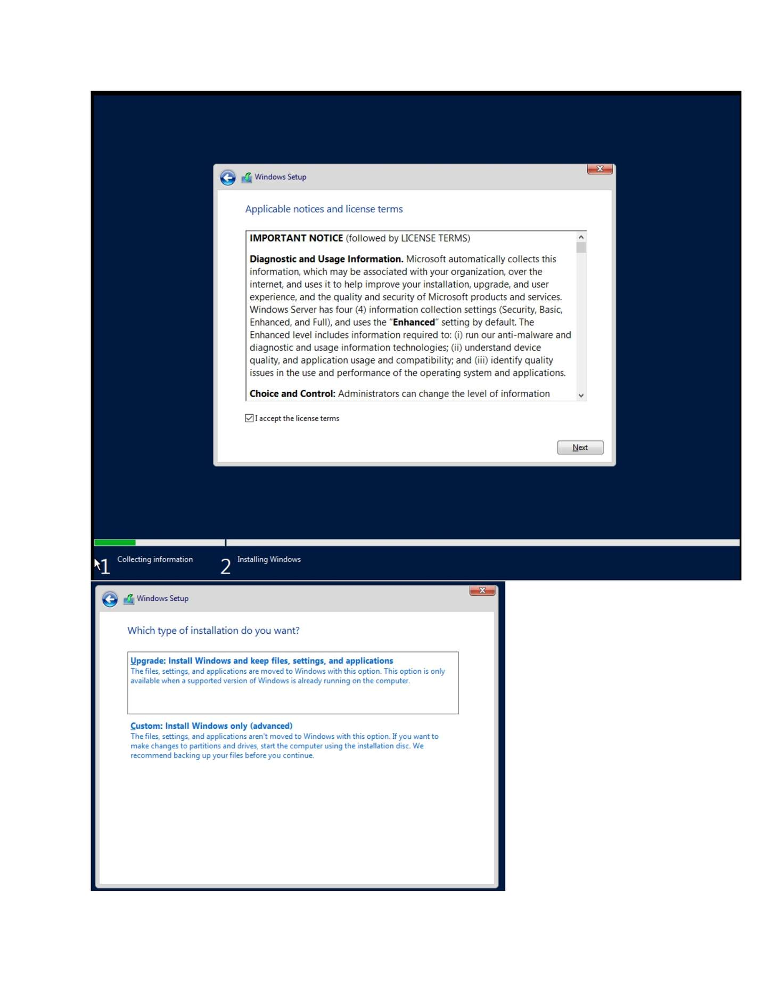 Windows Setup
Applicable notices and license terms
IMPORTANT NOTICE (followed by LICENSE TERMS)
Diagnostic and Usage Information. Microsoft automatically collects this
information, which may be associated with your organization, over the
internet, and uses it to help improve your installation, upgrade, and user
experience, and the quality and security of Microsoft products and services.
Windows Server has four (4) information collection settings (Security, Basic,
Enhanced, and Full), and uses the “Enhanced” setting by default. The
Enhanced level includes information required to: (i) run our anti-malware and
diagnostic and usage information technologies; (ii) understand device
quality, and application usage and compatibility; and (iii) identify quality
issues in the use and performance of the operating system and applications.
Choice and Control: Administrators can change the level of information
I accept the license terms
Next
1 Collecting information 2 Installing Windows
Windows Setup
Which type of installation do you want?
Upgrade: Install Windows and keep files, settings, and applications
The files, settings, and applications are moved to Windows with this option. This option is only
available when a supported version of Windows is already running on the computer.
Custom: Install Windows only (advanced)
The files, settings, and applications aren't moved to Windows with this option. If you want to
make changes to partitions and drives, start the computer using the installation disc. We
recommend backing up your files before you continue.